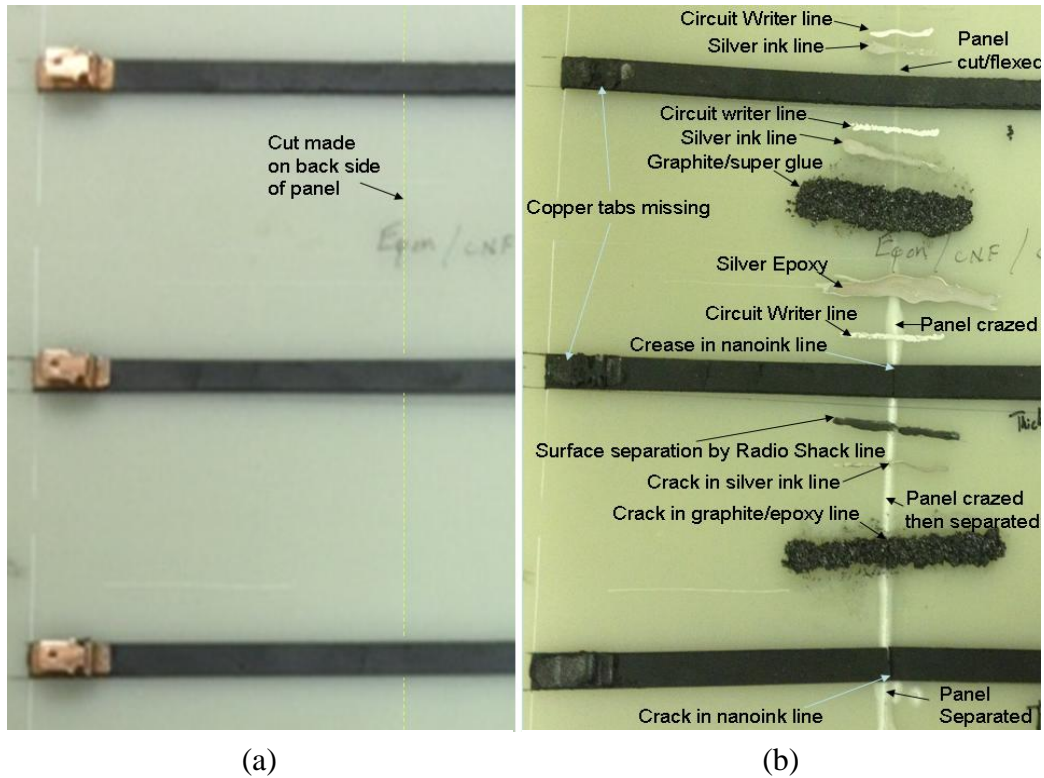 Cut made
on back side
of panel
Epon / CNF
(a)
Circuit Writer line
Silver ink line
Panel
cut/flexed
Circuit writer line
Silver ink line
Graphite/super glue
Copper tabs missing
Epon / CNF /
Silver Epoxy
Circuit Writer line
Panel crazed
Crease in nanoink line
Thick
Surface separation by Radio Shack line
Crack in silver ink line
Panel crazed
then separated
Crack in graphite/epoxy line
Panel
Separated
Crack in nanoink line
(b)